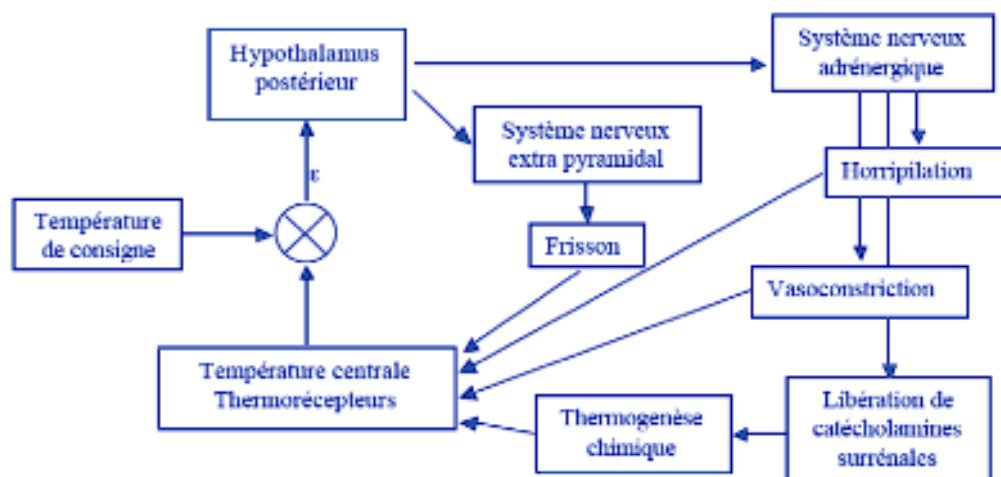 Hypothalamus
postérieur
Système nerveux
adrénergique
Système nerveux
extra pyramidal
Horripilation
ε
Température
de consigne
Frisson
Vasoconstriction
Température centrale
Thermorécepteurs
Thermogenèse
chimique
Libération de
catécholamines
surrénales